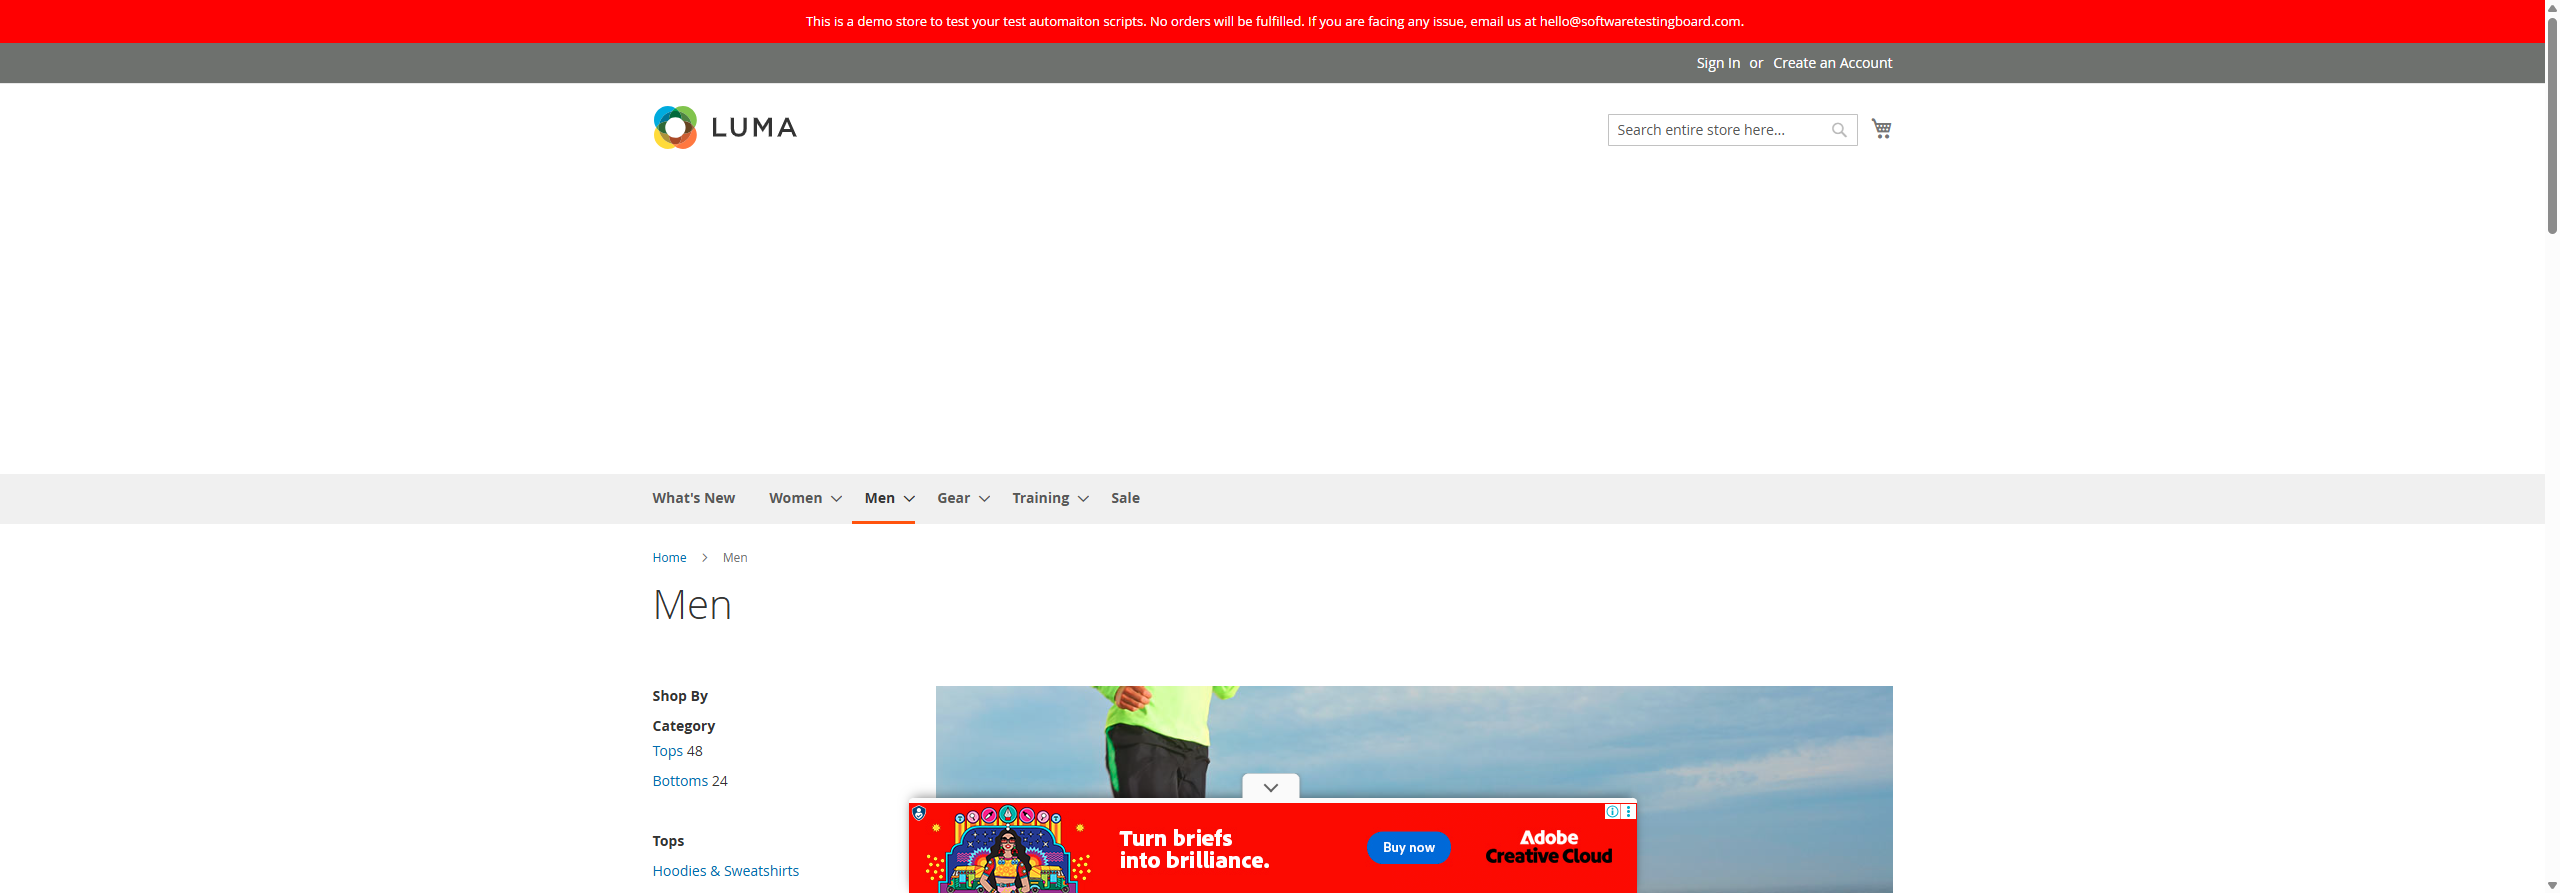 This is a demo store to test your test automaiton scripts. No orders will be fulfilled. If you are facing any issue, email us at hello@softwaretestingboard.com.
Sign In or Create an Account
LUMA
Search entire store here...
What's New Women Men Gear Training Sale
Home > Men
Men
Shop By
Category
Tops 48
Bottoms 24
Tops
Hoodies & Sweatshirts
Turn briefs
into brilliance.
Buy now
Adobe
Creative Cloud